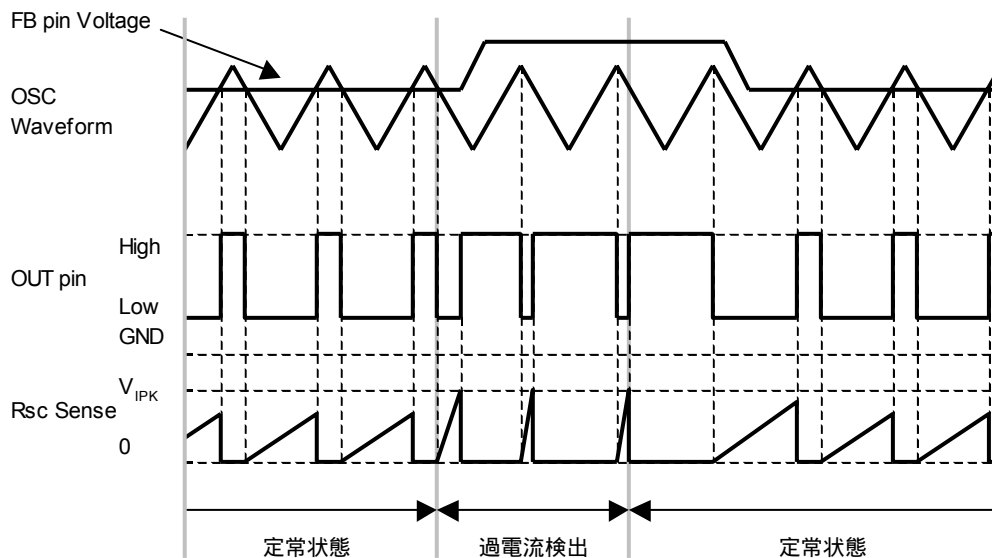 FB pin Voltage
OSC
Waveform
High
OUT pin
Low
GND
VIPK
Rsc Sense
0
定常状態
過電流検出
定常状態